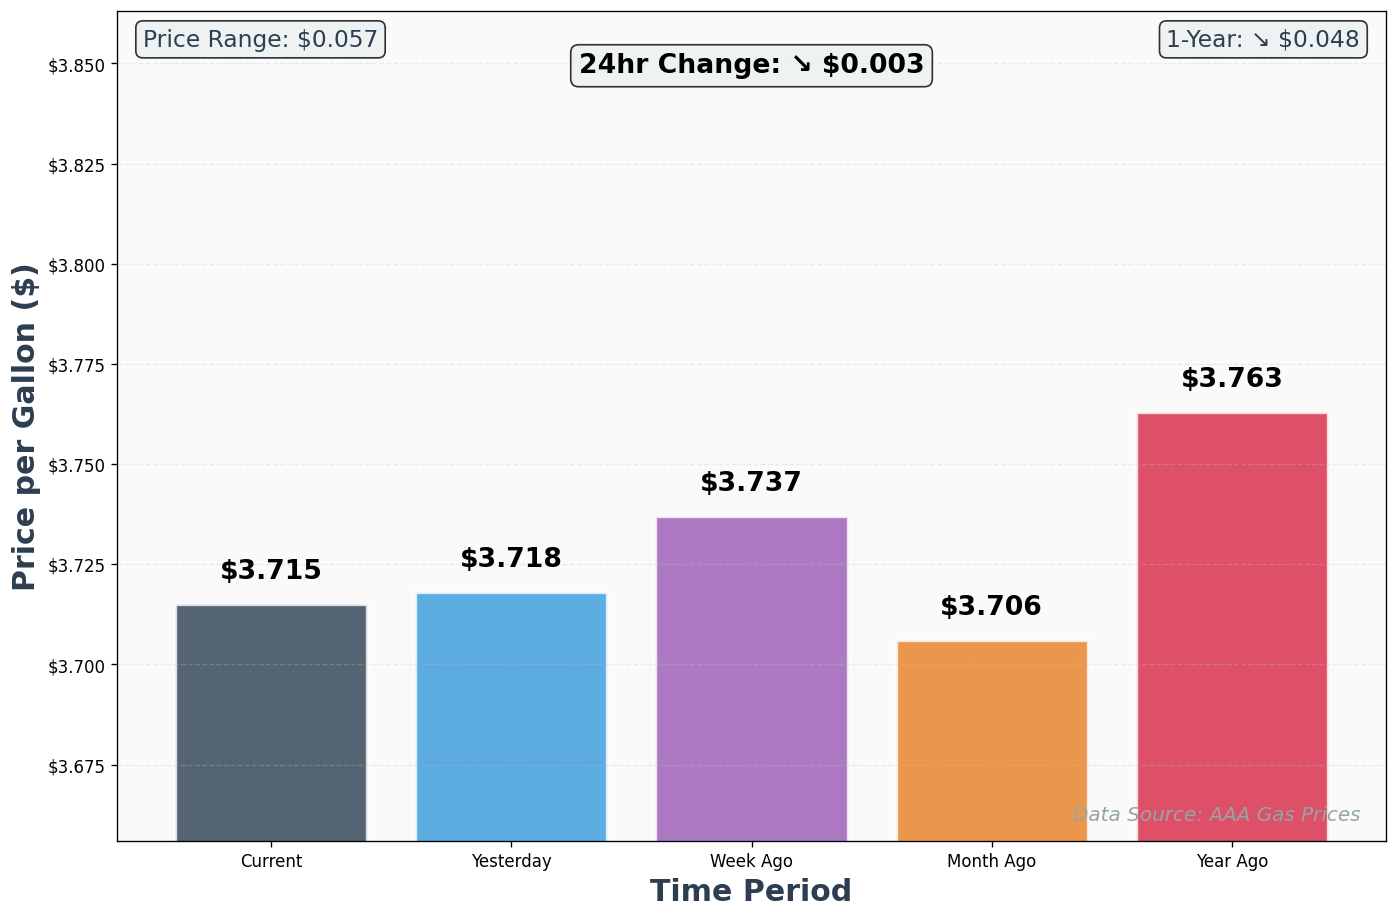 Price Range: $0.057
24hr Change: ↘ $0.003
1-Year: ↘ $0.048
Price per Gallon ($)
$3.850
$3.825
$3.800
$3.775
$3.750
$3.725
$3.700
$3.675
$3.715
$3.718
$3.737
$3.706
$3.763
Data Source: AAA Gas Prices
Current
Yesterday
Week Ago
Month Ago
Year Ago
Time Period